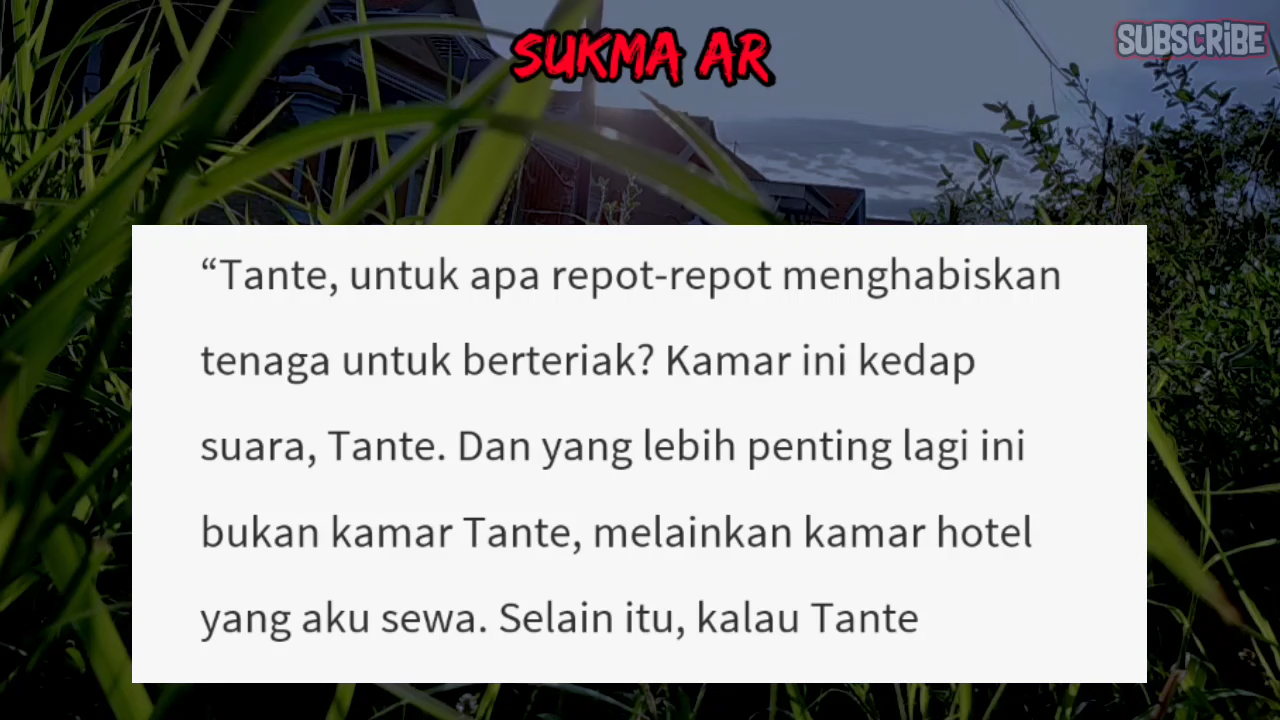 SUKMA AR
SUBSCRIBE
“Tante, untuk apa repot-repot menghabiskan
tenaga untuk berteriak? Kamar ini kedap
suara, Tante. Dan yang lebih penting lagi ini
bukan kamar Tante, melainkan kamar hotel
yang aku sewa. Selain itu, kalau Tante